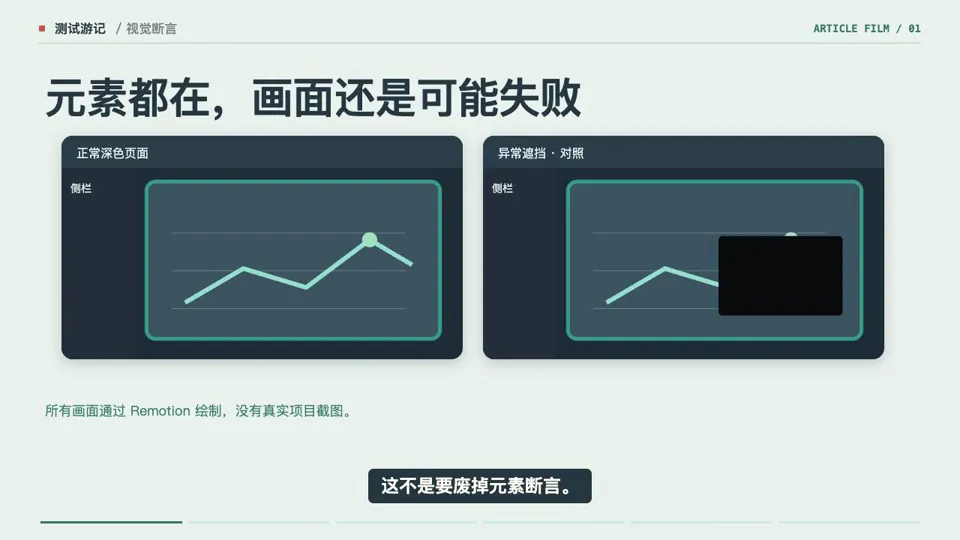 测试游记 / 视觉断言
ARTICLE FILM / 01
元素都在，画面还是可能失败
正常深色页面
侧栏
异常遮挡 · 对照
侧栏
所有画面通过 Remotion 绘制，没有真实项目截图。
这不是要废掉元素断言。